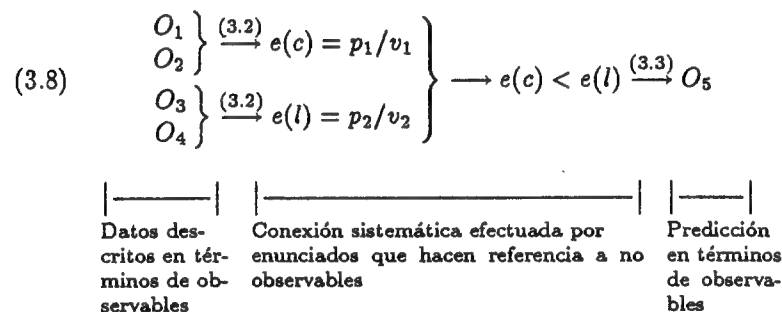 O₁
O₂ } (3.2) ⟶ e(c) = p₁/v₁
(3.8) } ⟶ e(c) < e(l) (3.3) ⟶ O₅
O₃
O₄ } (3.2) ⟶ e(l) = p₂/v₂
Datos des-
critos en tér-
minos de ob-
servables
Conexión sistemática efectuada por
enunciados que hacen referencia a no
observables
Predicción
en términos
de observa-
bles